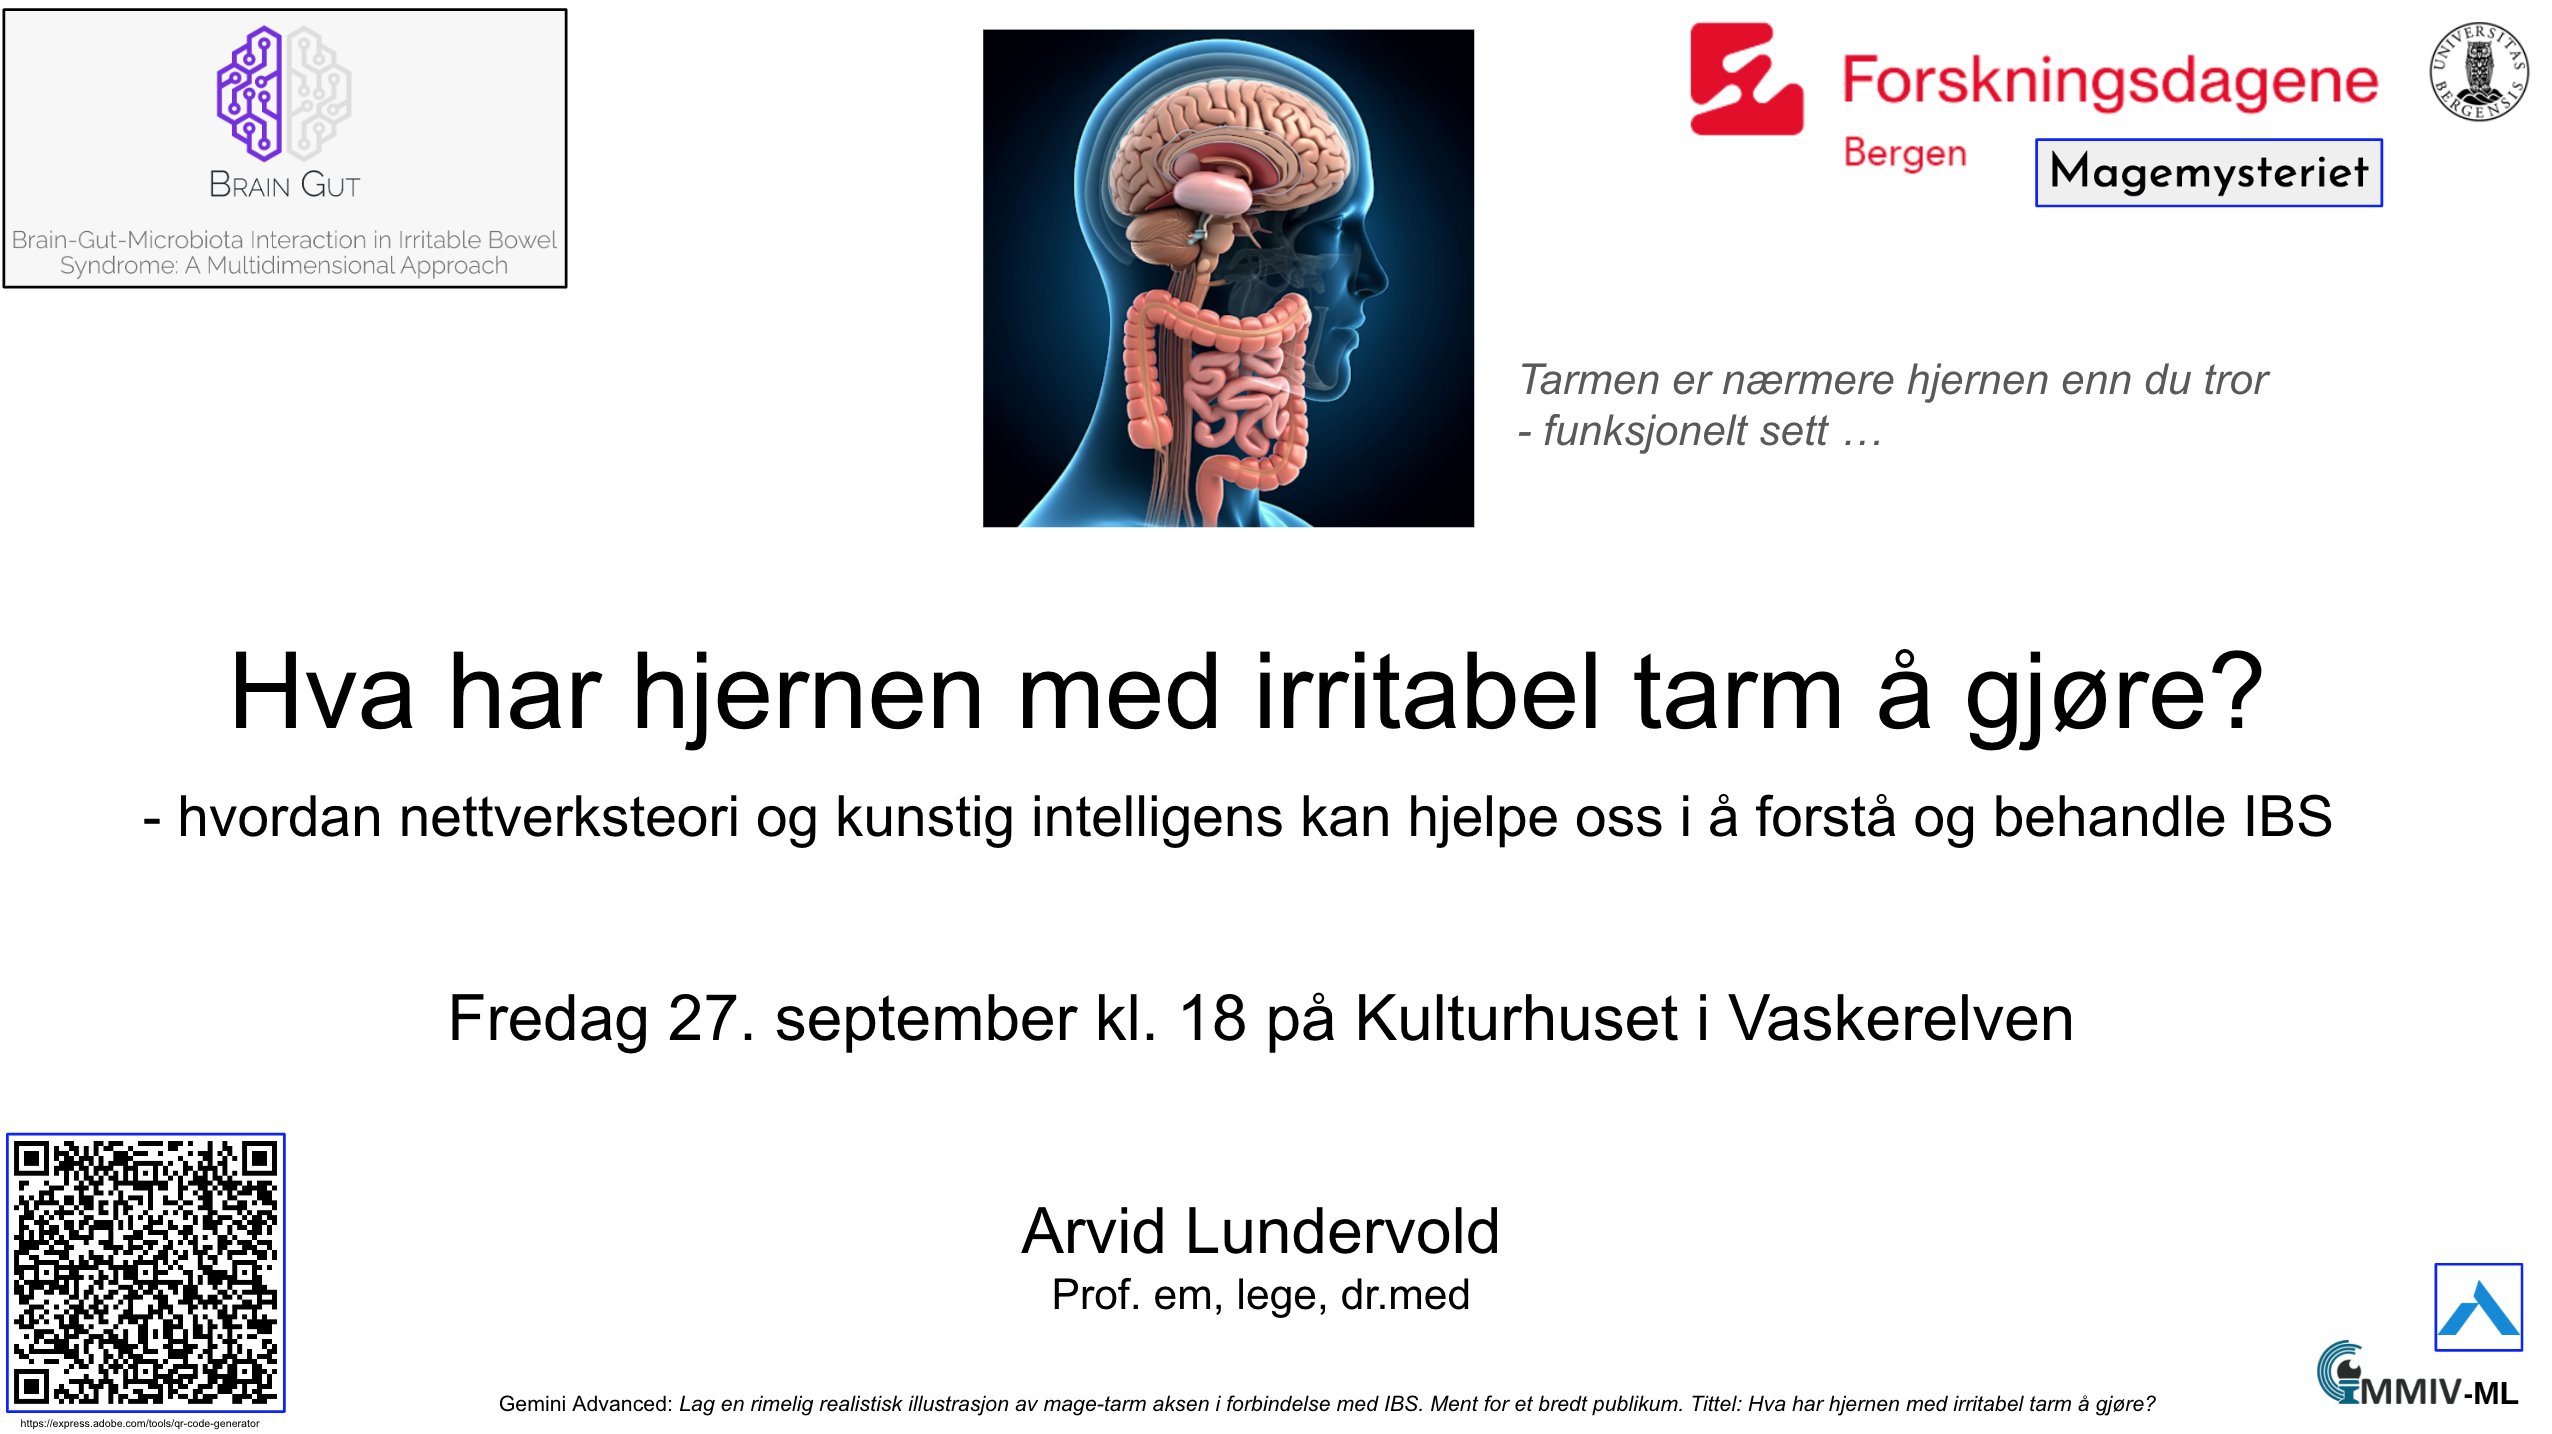 BRAIN GUT
Brain-Gut-Microbiota Interaction in Irritable Bowel
Syndrome: A Multidimensional Approach
Forskningsdagene
Bergen
Magemysteriet
UNIVERSITAS BERGENSIS
Tarmen er nærmere hjernen enn du tror
- funksjonelt sett …
Hva har hjernen med irritabel tarm å gjøre?
- hvordan nettverksteori og kunstig intelligens kan hjelpe oss i å forstå og behandle IBS
Fredag 27. september kl. 18 på Kulturhuset i Vaskerelven
Arvid Lundervold
Prof. em, lege, dr.med
Gemini Advanced: Lag en rimelig realistisk illustrasjon av mage-tarm aksen i forbindelse med IBS. Ment for et bredt publikum. Tittel: Hva har hjernen med irritabel tarm å gjøre?
https://express.adobe.com/tools/qr-code-generator
MMIV-ML